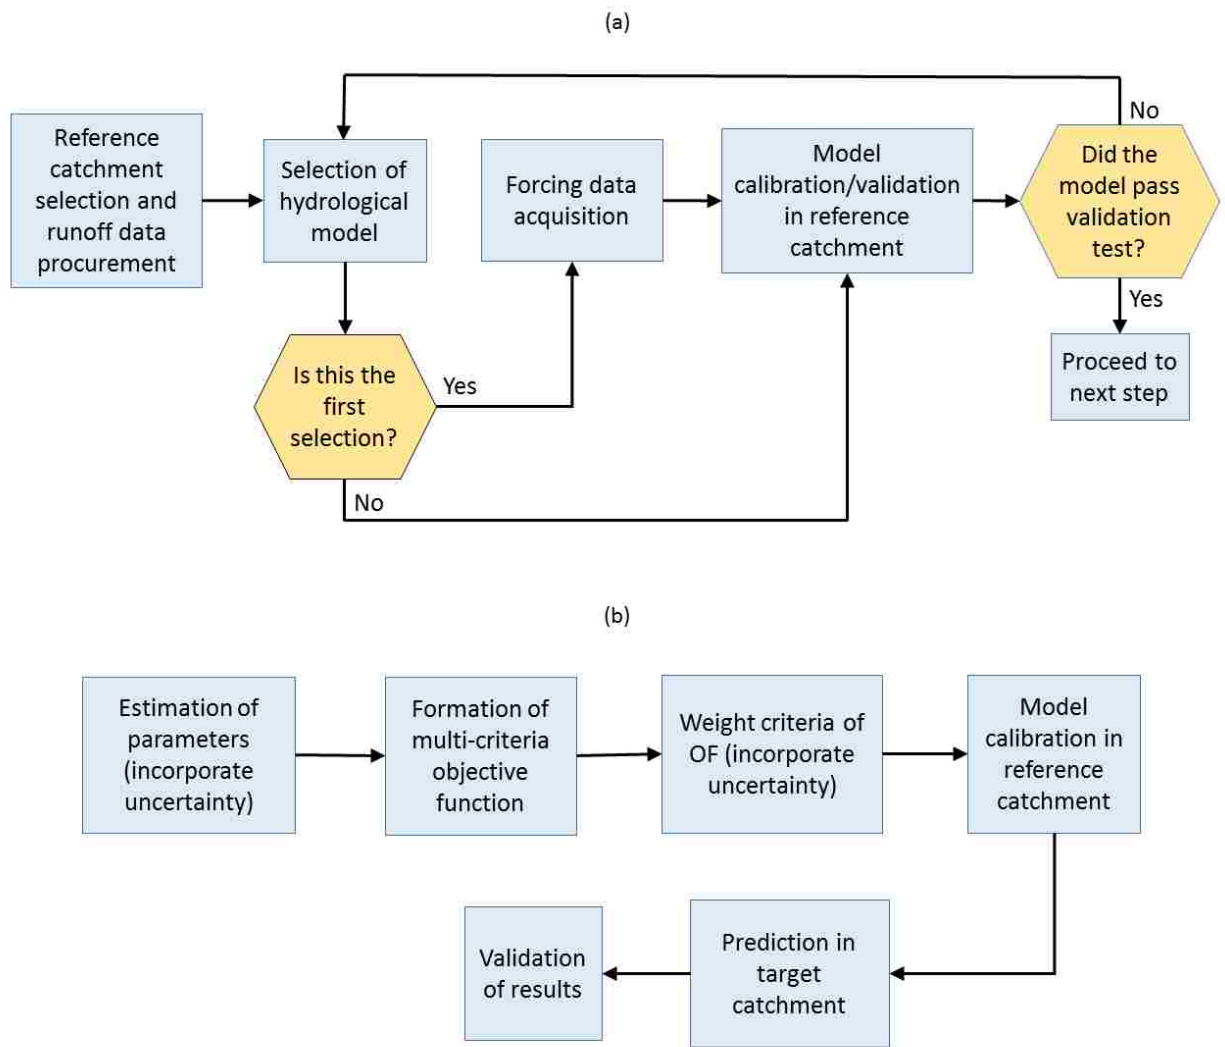 (a)
Reference
catchment
selection and
runoff data
procurement
Selection of
hydrological
model
Forcing data
acquisition
Model
calibration/validation
in reference
catchment
No
Did the
model pass
validation
test?
Yes
Proceed to
next step
Is this the
first
selection?
Yes
No
(b)
Estimation of
parameters
(incorporate
uncertainty)
Formation of
multi-criteria
objective
function
Weight criteria of
OF (incorporate
uncertainty)
Model
calibration in
reference
catchment
Validation
of results
Prediction in
target
catchment